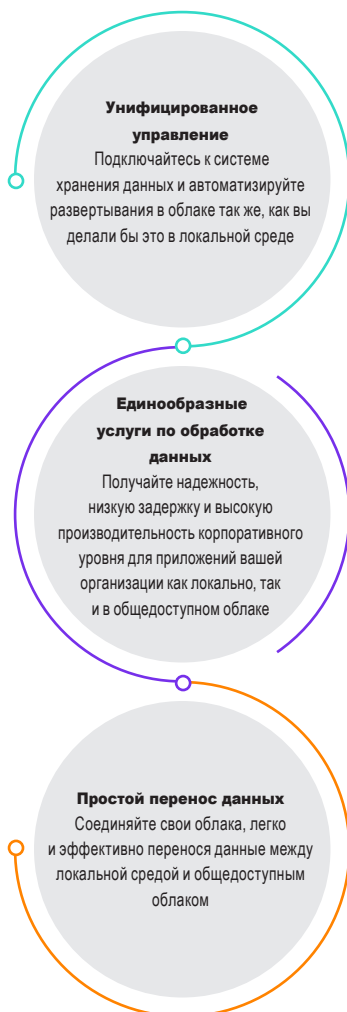 Унифицированное
управление
Подключайтесь к системе
хранения данных и автоматизируйте
развертывания в облаке так же, как вы
делали бы это в локальной среде
Единообразные
услуги по обработке
данных
Получайте надежность,
низкую задержку и высокую
производительность корпоративного
уровня для приложений вашей
организации как локально, так
и в общедоступном облаке
Простой перенос данных
Соединяйте свои облака, легко
и эффективно перенося данные между
локальной средой и общедоступным
облаком